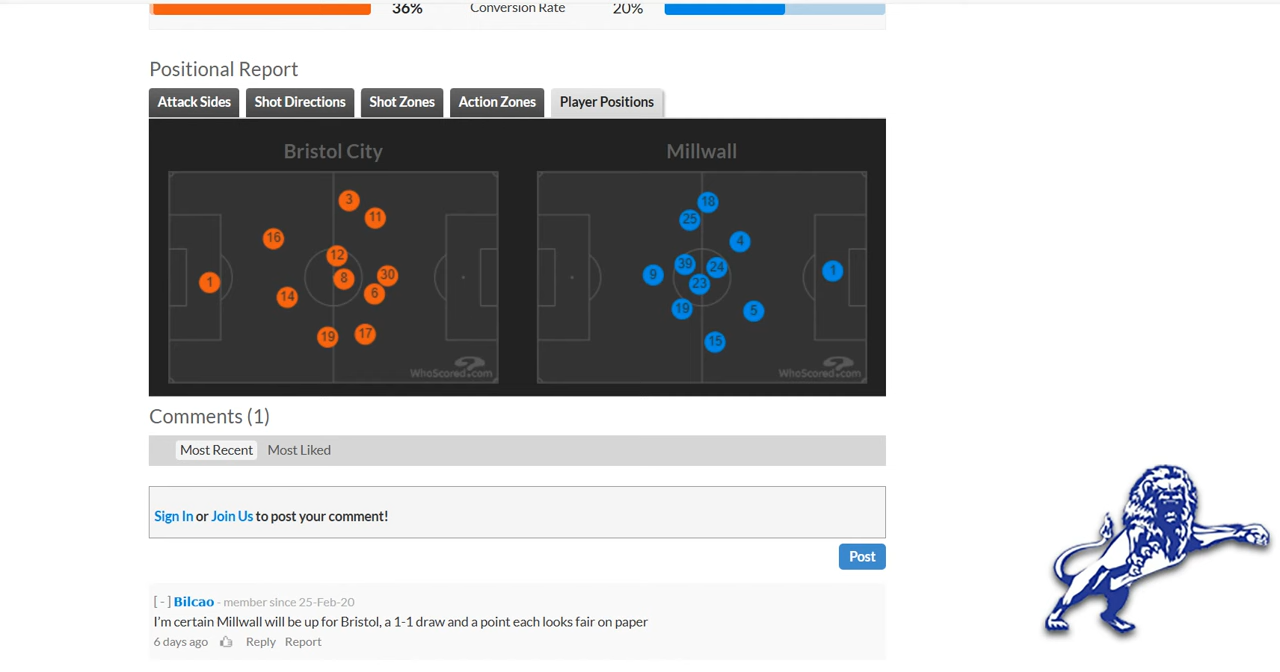 36% Conversion Rate 20%
Positional Report
Attack Sides Shot Directions Shot Zones Action Zones Player Positions
Bristol City Millwall
3
11
16
12
8
30
1
14
6
19
17
WhoScored.com
18
25
4
39
24
9
23
1
19
5
15
WhoScored.com
Comments (1)
Most Recent Most Liked
Sign In or Join Us to post your comment!
Post
[-] Bilcao - member since 25-Feb-20
I'm certain Millwall will be up for Bristol, a 1-1 draw and a point each looks fair on paper
6 days ago Reply Report